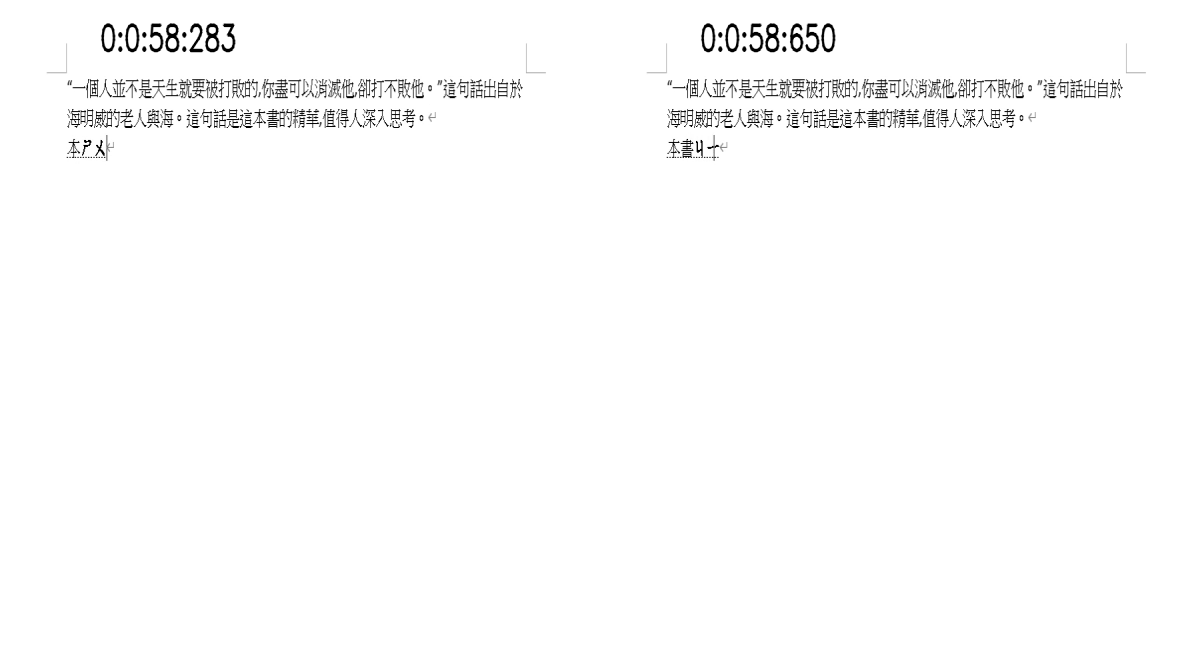 0:0:58:283
“一個人並不是天生就要被打敗的,你盡可以消滅他,卻打不敗他。”這句話出自於
海明威的老人與海。這句話是這本書的精華,值得人深入思考。
本ㄕㄨ
0:0:58:650
“一個人並不是天生就要被打敗的,你盡可以消滅他,卻打不敗他。”這句話出自於
海明威的老人與海。這句話是這本書的精華,值得人深入思考。
本書ㄐㄧ